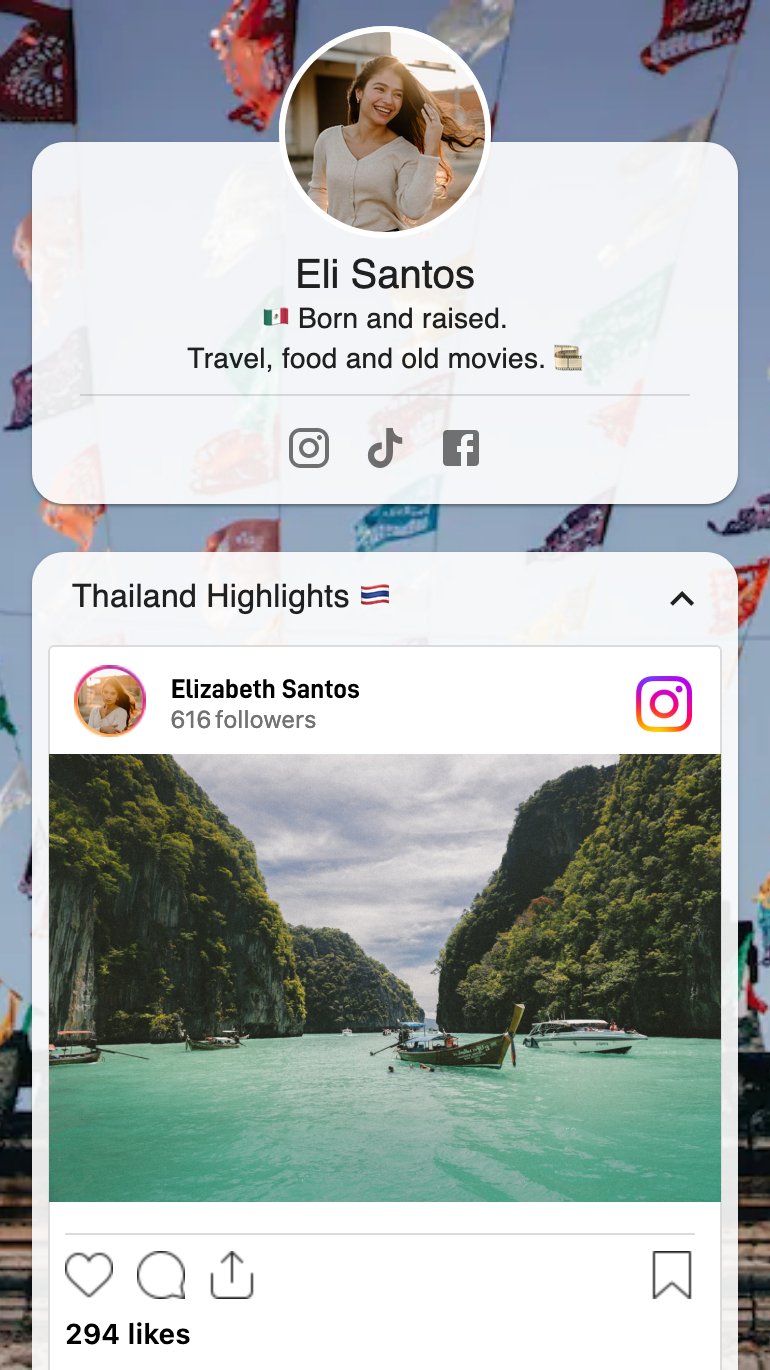 Eli Santos
🇲🇽 Born and raised.
Travel, food and old movies. 🎞️
Thailand Highlights 🇹🇭
Elizabeth Santos
616 followers
294 likes